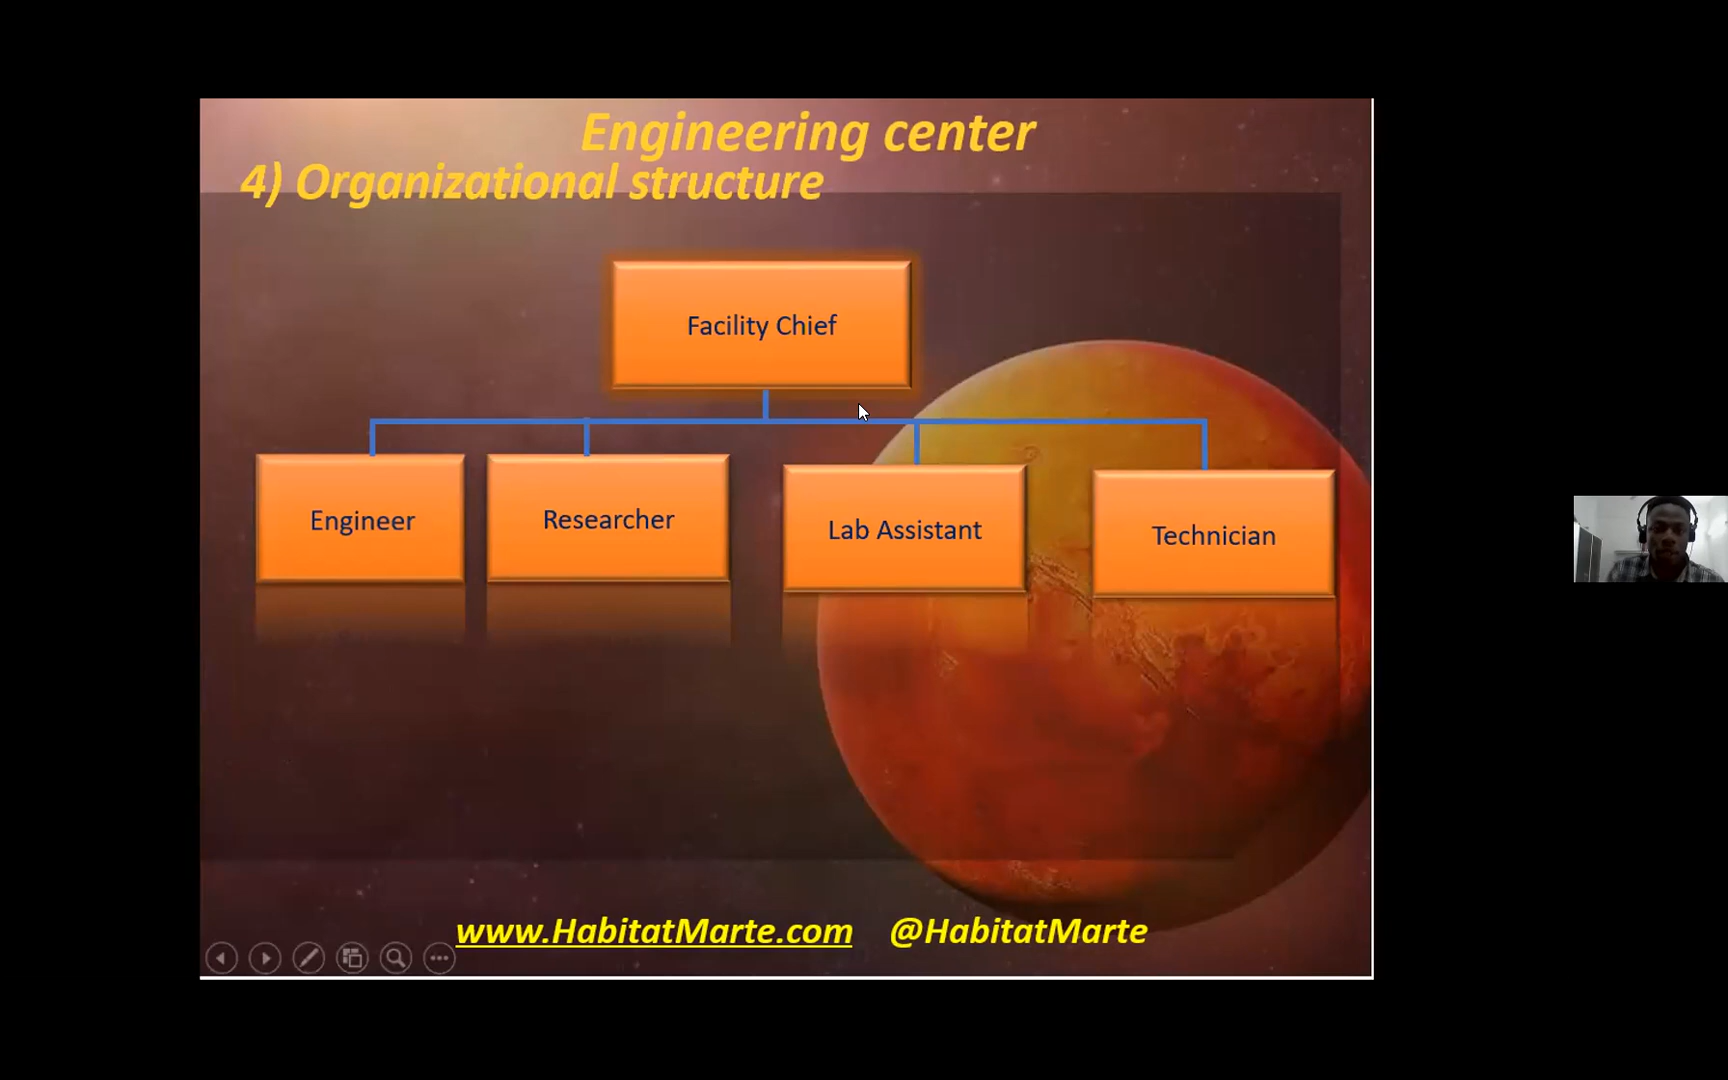 Engineering center
4) Organizational structure
Facility Chief
Engineer
Researcher
Lab Assistant
Technician
www.HabitatMarte.com @HabitatMarte